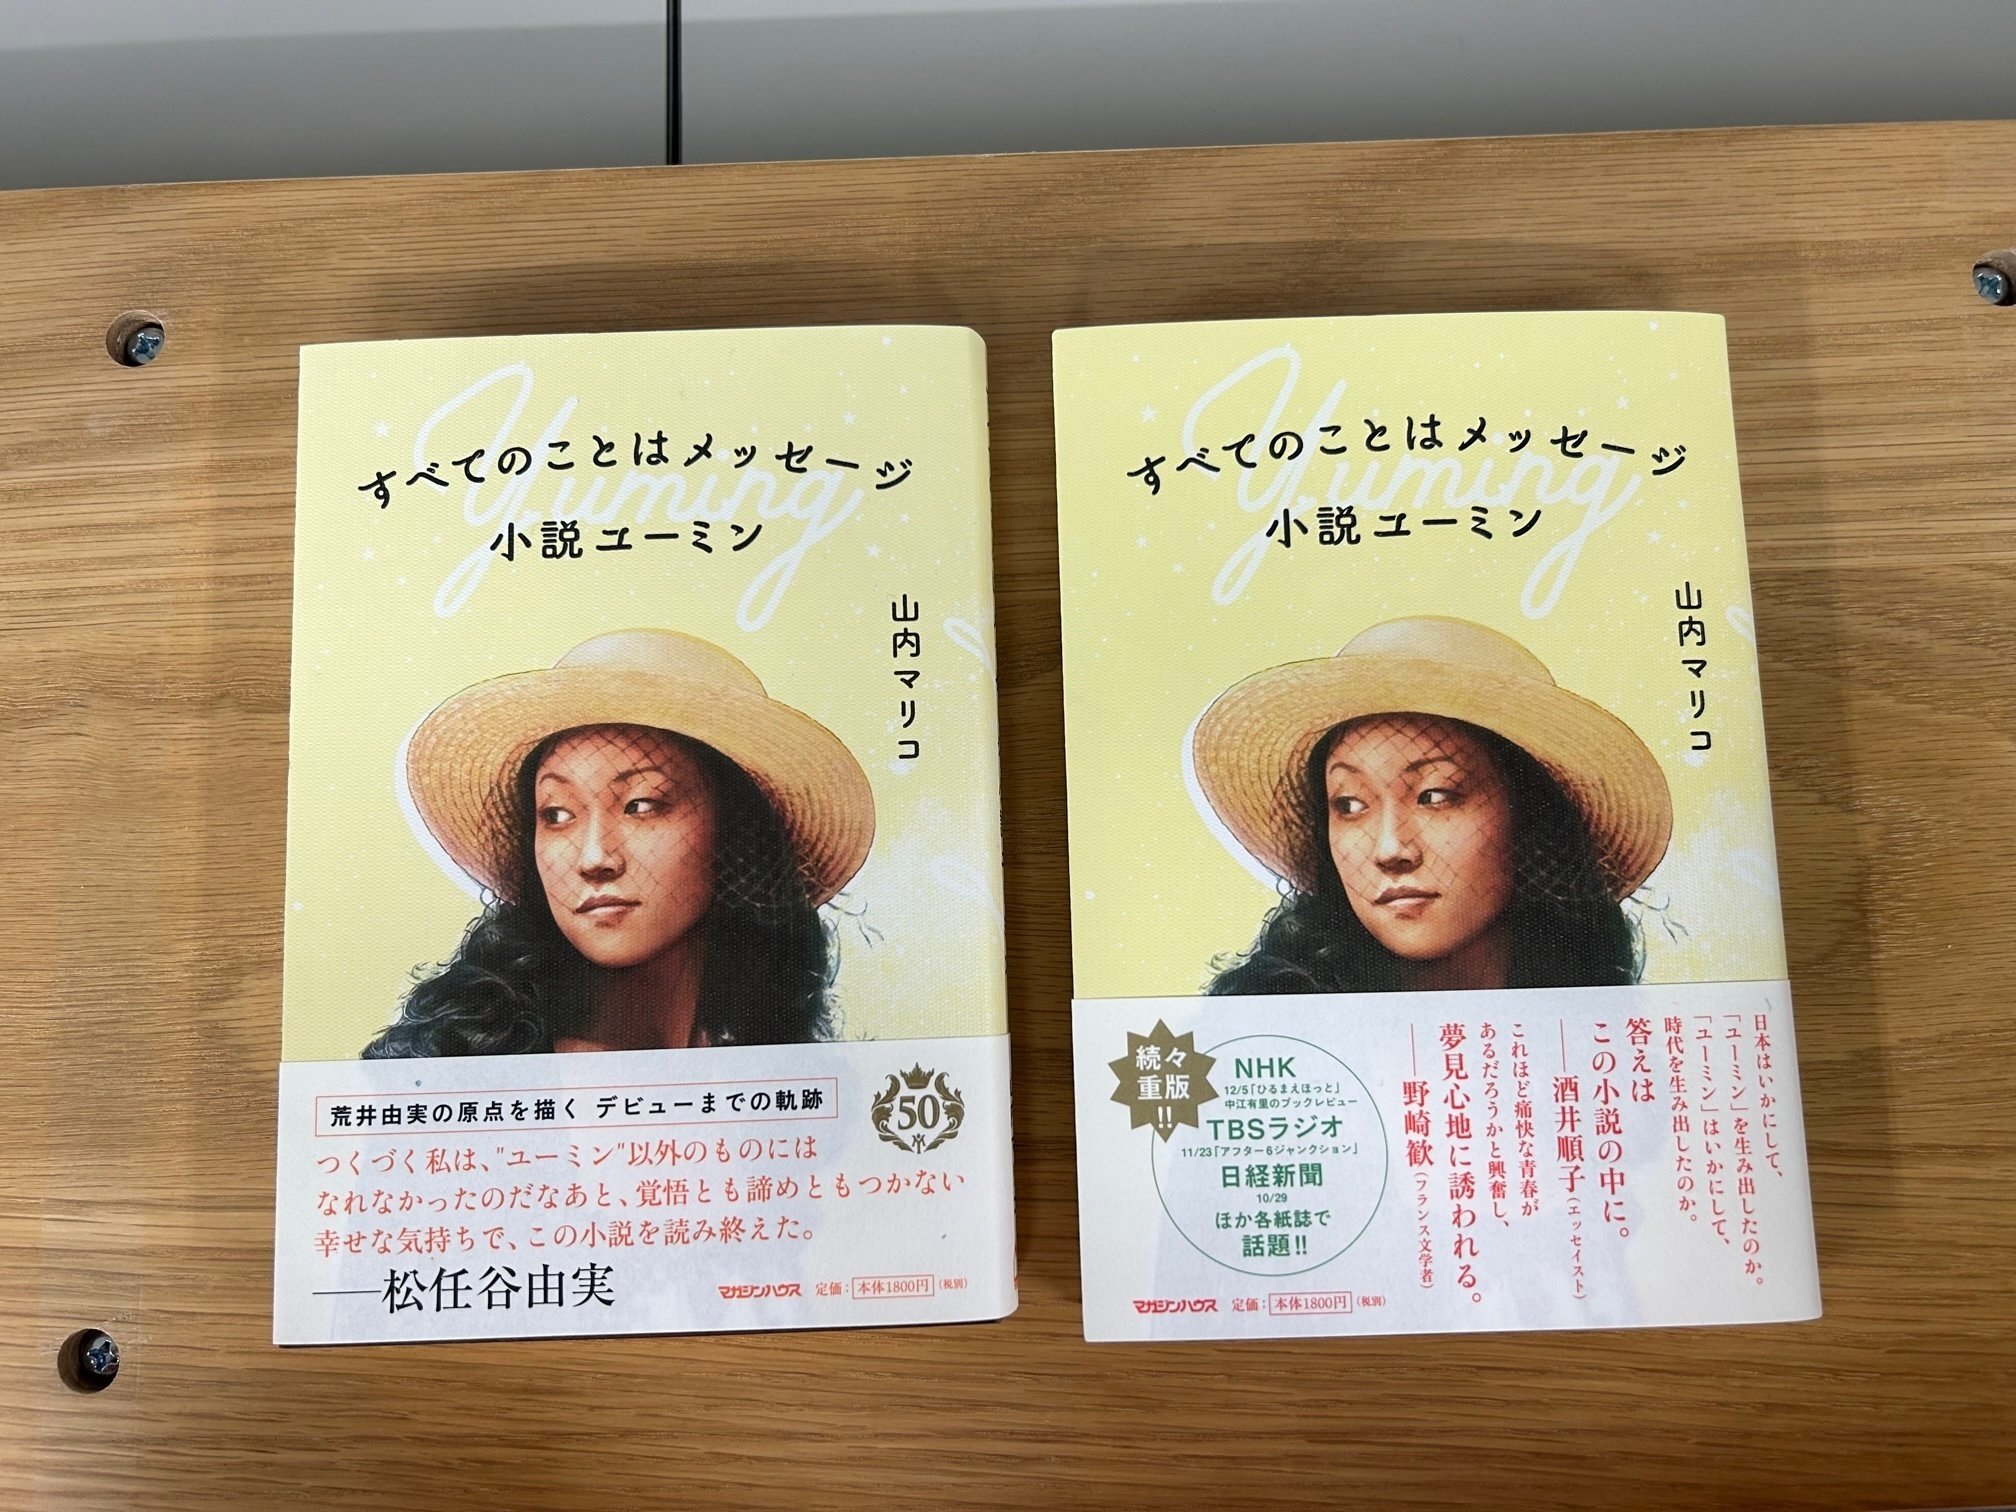 Yuming
すべてのことはメッセージ
小説ユーミン
山内マリコ
荒井由実の原点を描く デビューまでの軌跡
50
つくづく私は、"ユーミン"以外のものには
なれなかったのだなあと、覚悟とも諦めともつかない
幸せな気持ちで、この小説を読み終えた。
――松任谷由実
マガジンハウス 定価：本体1800円（税別）
Yuming
すべてのことはメッセージ
小説ユーミン
山内マリコ
日本はいかにして、
「ユーミン」を生み出したのか。
「ユーミン」はいかにして、
時代を生み出したのか。
答えは
この小説の中に。
――酒井順子（エッセイスト）
これほど痛快な青春が
あるだろうかと興奮し、
夢見心地に誘われる。
――野崎歓（フランス文学者）
続々
重版
!!
NHK
12/5「ひるまえほっと」
中江有里のブックレビュー
TBSラジオ
11/23「アフター6ジャンクション」
日経新聞
10/29
ほか各紙誌で
話題!!
マガジンハウス 定価：本体1800円（税別）